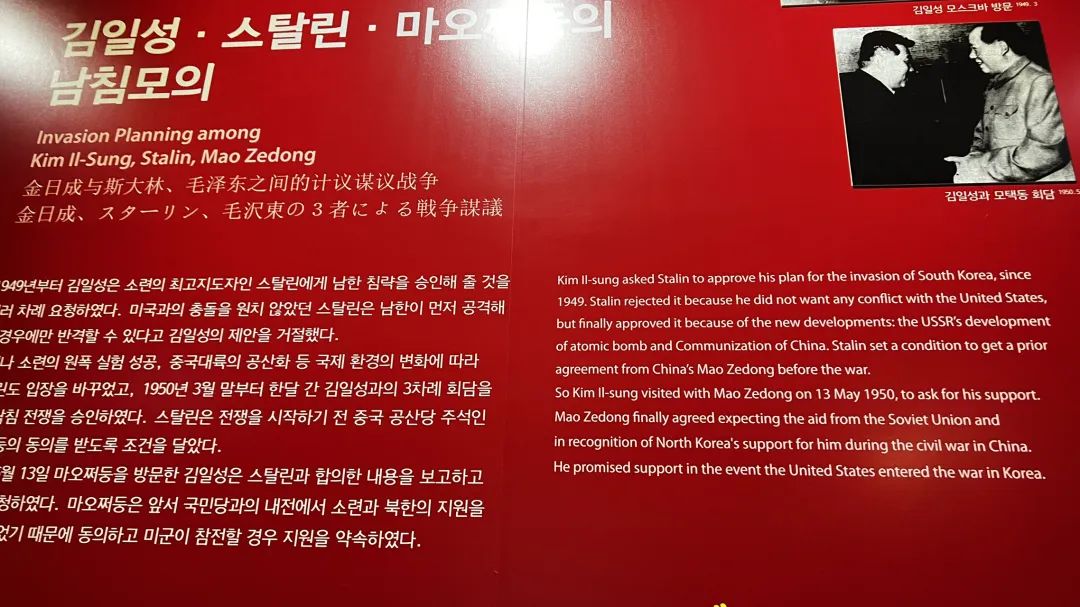 김일성 모스크바 방문 1949. 3
김일성 · 스탈린 · 마오쩌둥의
남침모의
Invasion Planning among
Kim Il-Sung, Stalin, Mao Zedong
金日成与斯大林、毛泽东之间的计议谋议战争
金日成、スターリン、毛沢東の3者による戦争謀議
김일성과 모택동 회담 1950.5
1949년부터 김일성은 소련의 최고지도자인 스탈린에게 남한 침략을 승인해 줄 것을
차례 요청하였다. 미국과의 충돌을 원치 않았던 스탈린은 남한이 먼저 공격해
경우에만 반격할 수 있다고 김일성의 제안을 거절했다.
소련의 원폭 실험 성공, 중국대륙의 공산화 등 국제 환경의 변화에 따라
입장을 바꾸었고, 1950년 3월 말부터 한달 간 김일성과의 3차례 회담을
전쟁을 승인하였다. 스탈린은 전쟁을 시작하기 전 중국 공산당 주석인
동의를 받도록 조건을 달았다.
13일 마오쩌둥을 방문한 김일성은 스탈린과 합의한 내용을 보고하고
마오쩌둥은 앞서 국민당과의 내전에서 소련과 북한의 지원을
때문에 동의하고 미군이 참전할 경우 지원을 약속하였다.
Kim Il-sung asked Stalin to approve his plan for the invasion of South Korea, since
1949. Stalin rejected it because he did not want any conflict with the United States,
but finally approved it because of the new developments: the USSR's development
of atomic bomb and Communization of China. Stalin set a condition to get a prior
agreement from China's Mao Zedong before the war.
So Kim Il-sung visited with Mao Zedong on 13 May 1950, to ask for his support.
Mao Zedong finally agreed expecting the aid from the Soviet Union and
in recognition of North Korea's support for him during the civil war in China.
He promised support in the event the United States entered the war in Korea.